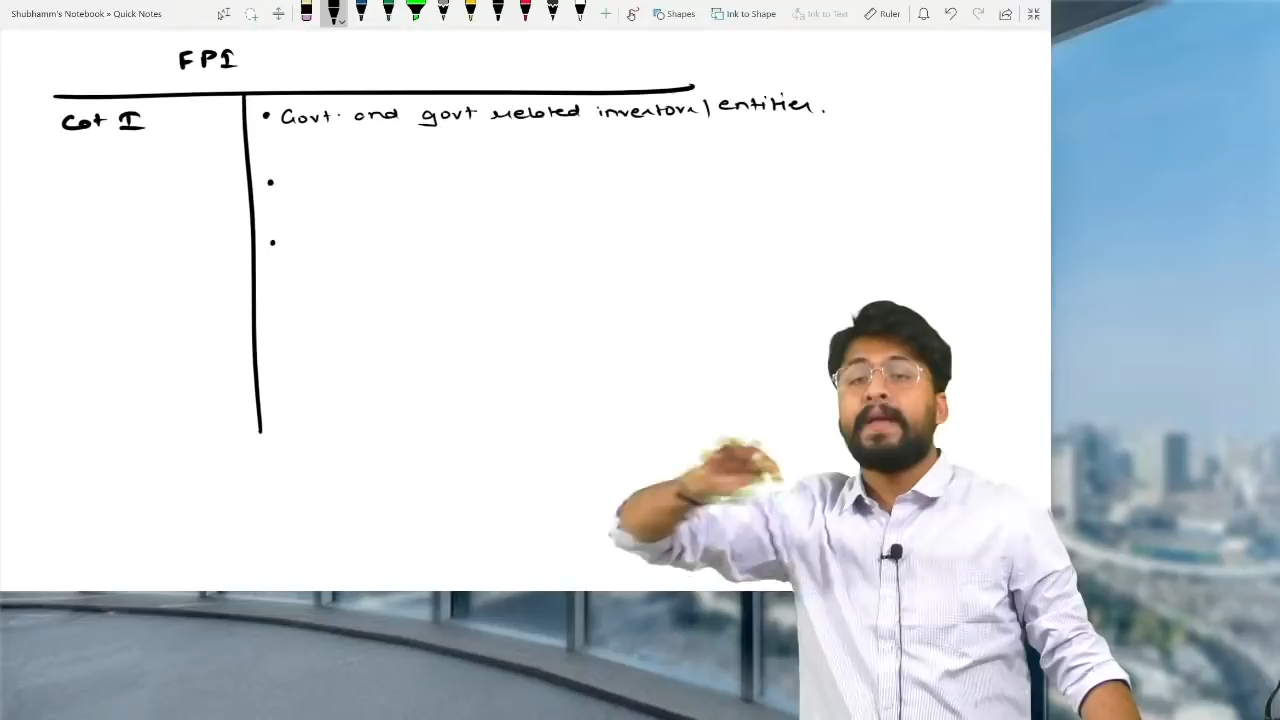 Shubhamm's Notebook » Quick Notes
Shapes
Ink to Shape
Ink to Text
Ruler
FPI
Cat I
• Govt. and govt related investors/entities.
•
•